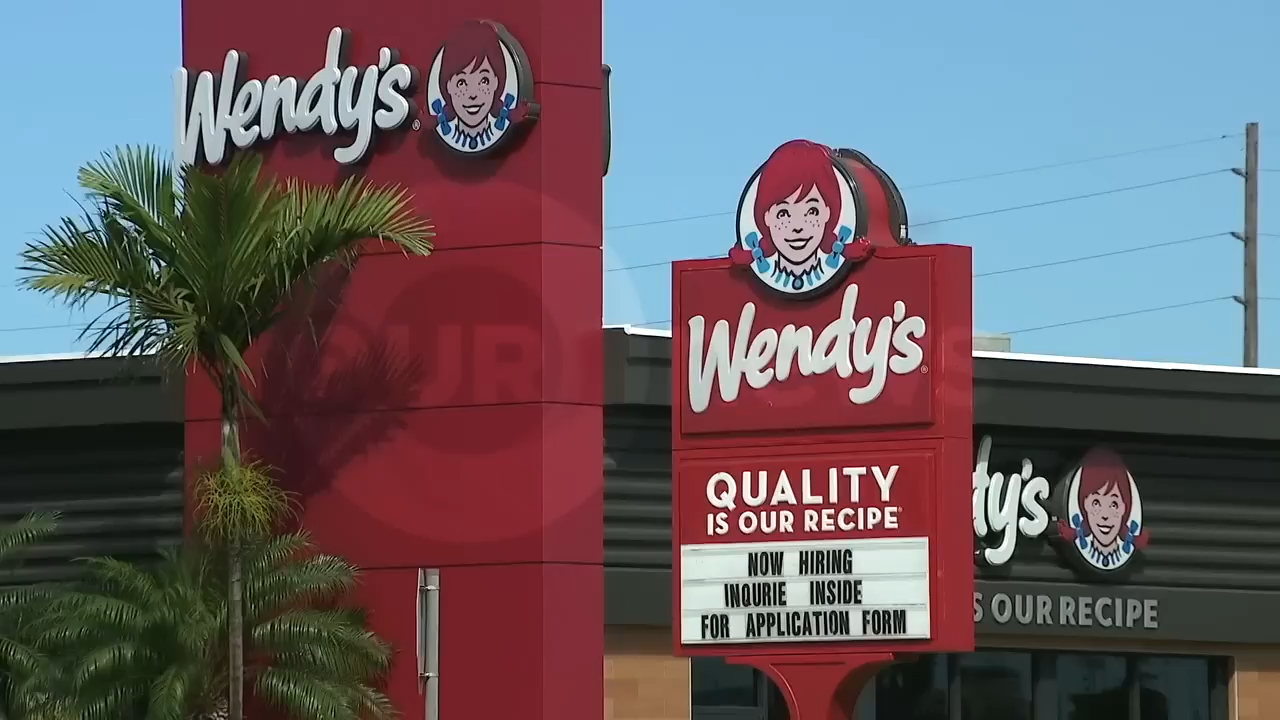 Wendy's
Wendy's
QUALITY
IS OUR RECIPE
NOW HIRING
INQURIE INSIDE
FOR APPLICATION FORM
dy's
S OUR RECIPE